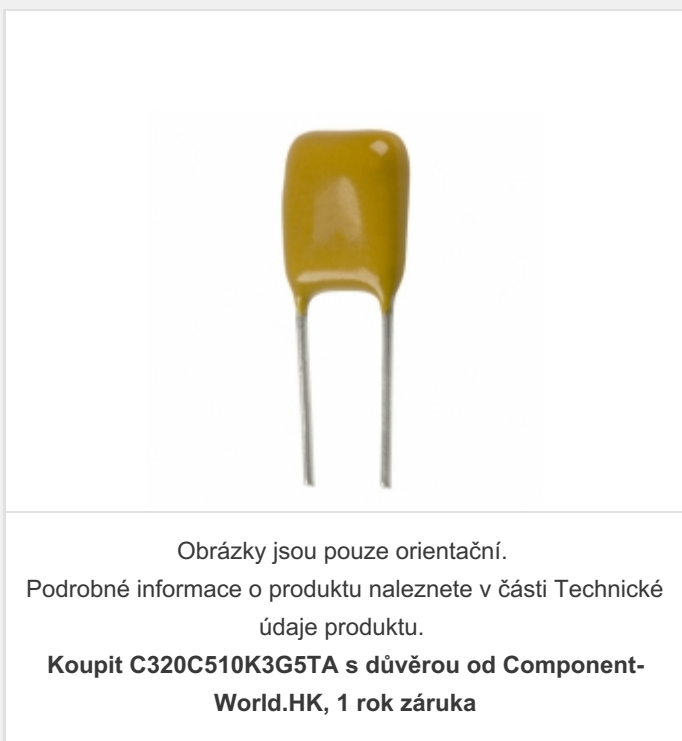 Obrázky jsou pouze orientační.
Podrobné informace o produktu naleznete v části Technické
údaje produktu.
Koupit C320C510K3G5TA s důvěrou od Component-
World.HK, 1 rok záruka